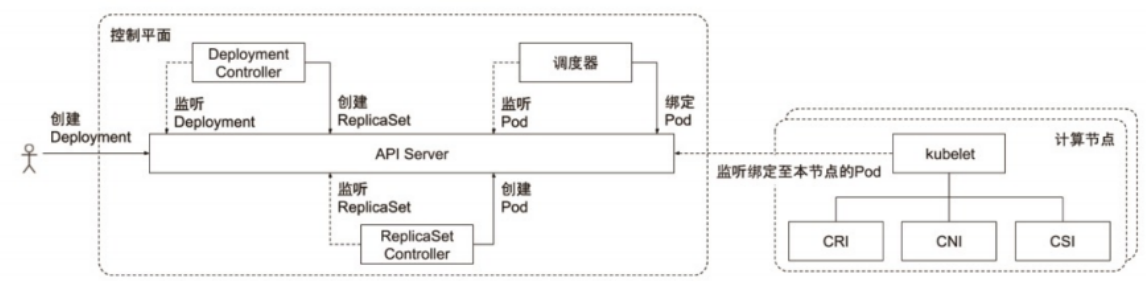 控制平面
Deployment
Controller
调度器
监听
Deployment
创建
ReplicaSet
监听
Pod
绑定
Pod
创建
Deployment
API Server
监听
ReplicaSet
创建
Pod
ReplicaSet
Controller
计算节点
kubelet
监听绑定至本节点的Pod
CRI
CNI
CSI